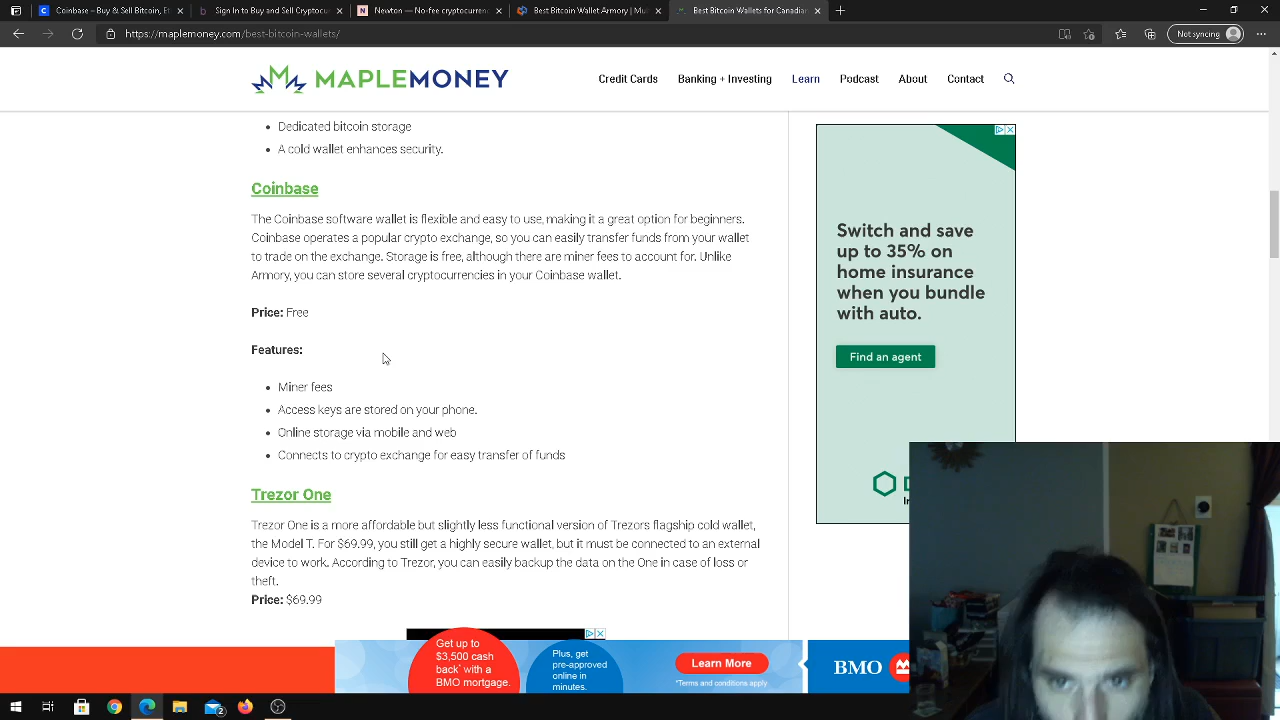 Coinbase – Buy & Sell Bitcoin, Et
Sign In to Buy and Sell Cryptocu
Newton — No-fee cryptocurrenc
Best Bitcoin Wallet Armory | Mul
Best Bitcoin Wallets for Canadian
https://maplemoney.com/best-bitcoin-wallets/
Not syncing
MAPLEMONEY
Credit Cards
Banking + Investing
Learn
Podcast
About
Contact
• Dedicated bitcoin storage
• A cold wallet enhances security.
Coinbase
The Coinbase software wallet is flexible and easy to use, making it a great option for beginners.
Coinbase operates a popular crypto exchange, so you can easily transfer funds from your wallet
to trade on the exchange. Storage is free, although there are miner fees to account for. Unlike
Armory, you can store several cryptocurrencies in your Coinbase wallet.
Price: Free
Features:
• Miner fees
• Access keys are stored on your phone.
• Online storage via mobile and web
• Connects to crypto exchange for easy transfer of funds
Trezor One
Trezor One is a more affordable but slightly less functional version of Trezors flagship cold wallet,
the Model T. For $69.99, you still get a highly secure wallet, but it must be connected to an external
device to work. According to Trezor, you can easily backup the data on the One in case of loss or
theft.
Price: $69.99
Switch and save
up to 35% on
home insurance
when you bundle
with auto.
Find an agent
Get up to
$3,500 cash
back* with a
BMO mortgage.
Plus, get
pre-approved
online in
minutes.
Learn More
*Terms and conditions apply
BMO
2